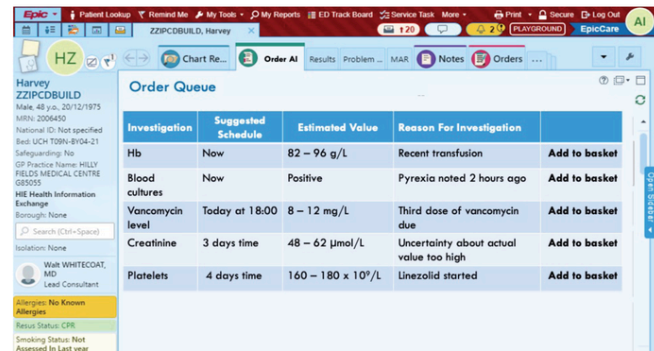 Epic Patient Lookup Remind Me My Tools My Reports ED Track Board Service Task More Print Secure Log Out
ZZIPCDBUILD, Harvey × 120 2 PLAYGROUND EpicCare AI
HZ Chart Re... Order AI Results Problem ... MAR Notes Orders ...
Harvey
ZZIPCDBUILD
Male, 48 y.o., 20/12/1975
MRN: 2006450
National ID: Not specified
Bed: UCH T09N-BY04-21
Safeguarding: No
GP Practice Name: HILLY
FIELDS MEDICAL CENTRE
G85055
HIE Health Information
Exchange
Borough: None
Search (Ctrl+Space)
Isolation: None
Walt WHITECOAT,
MD
Lead Consultant
Allergies: No Known
Allergies
Resus Status: CPR
Smoking Status: Not
Assessed In Last year
Order Queue
Investigation Suggested Schedule Estimated Value Reason For Investigation
Hb Now 82 – 96 g/L Recent transfusion Add to basket
Blood cultures Now Positive Pyrexia noted 2 hours ago Add to basket
Vancomycin level Today at 18:00 8 – 12 mg/L Third dose of vancomycin due Add to basket
Creatinine 3 days time 48 – 62 µmol/L Uncertainty about actual value too high Add to basket
Platelets 4 days time 160 – 180 x 10⁹/L Linezolid started Add to basket
Open Sidebar